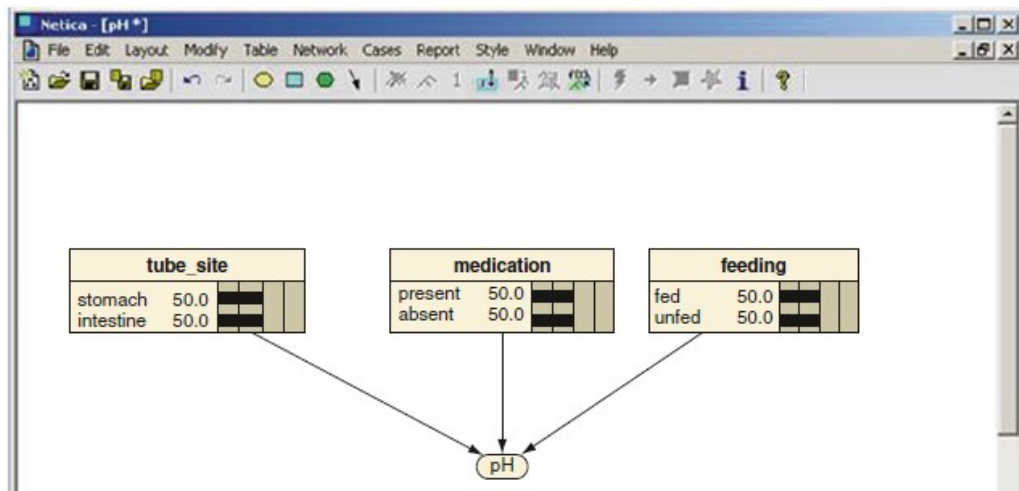 Netica - [pH *]
File Edit Layout Modify Table Network Cases Report Style Window Help
1
tube_site
stomach 50.0
intestine 50.0
medication
present 50.0
absent 50.0
feeding
fed 50.0
unfed 50.0
pH